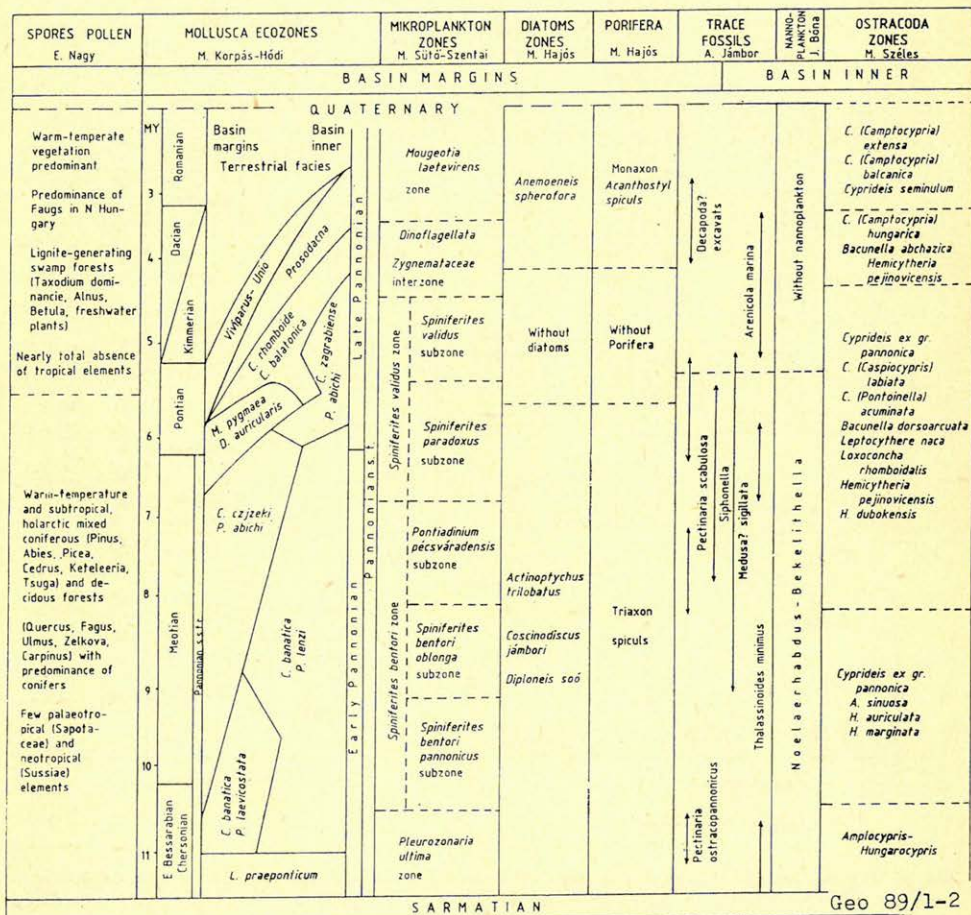 SPORES POLLEN
E. Nagy
MOLLUSCA ECOZONES
M. Korpás-Hódi
MIKROPLANKTON
ZONES
M. Sütő-Szentai
DIATOMS
ZONES
M. Hajós
PORIFERA
M. Hajós
TRACE
FOSSILS
A. Jámbor
NANNO-
PLANKTON
J. Bóna
OSTRACODA
ZONES
M. Széles
BASIN MARGINS
BASIN INNER
QUATERNARY
Warm-temperate
vegetation
predominant
Predominance of
Faugs in N Hun-
gary
Lignite-generating
swamp forests
(Taxodium domi-
nancie, Alnus,
Betula, freshwater
plants)
Nearly total absence
of tropical elements
Warm-temperature
and subtropical,
holarctic mixed
coniferous (Pinus,
Abies, Picea,
Cedrus, Keteleeria,
Tsuga) and de-
cidous forests
(Quercus, Fagus,
Ulmus, Zelkova,
Carpinus) with
predominance of
conifers
Few palaeotro-
pical (Sapota-
ceae) and
neotropical
(Sussiae)
elements
MY
3
4
5
6
7
8
9
10
11
Romanian
Dacian
Kimmerian
Pontian
Meotian
E Bessarabian
Chersonian
Pannonian s.str.
Basin
margins
Basin
inner
Terrestrial facies
Viviparus-Unio
Prosodacna
C. rhomboide
C. balatonica
C. zagrabiense
P. abichi
M. pygmaea
D. auricularis
C. czjzeki
P. abichi
C. banatica
P. lenzi
C. banatica
P. laevicostata
L. praeponticum
Late Pannonian
Early Pannonian
Pannonian s.l.
Mougeotia
laetevirens
zone
Dinoflagellata
Zygnemataceae
interzone
Spiniferites validus zone
Spiniferites
validus
subzone
Spiniferites
paradoxus
subzone
Spiniferites bentori zone
Pontiadinium
pécsváradensis
subzone
Spiniferites
bentori
oblonga
subzone
Spiniferites
bentori
pannonicus
subzone
Pleurozonaria
ultima
zone
Anemoeneis
spherofora
Without
diatoms
Actinoptychus
trilobatus
Coscinodiscus
jámbori
Diploneis soó
Monaxon
Acanthostyl
spiculs
Without
Porifera
Triaxon
spiculs
Decapoda?
excavats
Arenicola marina
Pectinaria scabulosa
Siphonella
Medusa? sigillata
Thalassinoides minimus
Pectinaria
ostracopannonicus
Without nannoplankton
Noelaerhabdus-Bekelithella
C. (Camptocypria)
extensa
C. (Camptocypria)
balcanica
Cyprideis seminulum
C. (Camptocypria)
hungarica
Bacunella abchazica
Hemicytheria
pejinovicensis
Cyprideis ex gr.
pannonica
C. (Caspiocypris)
labiata
C. (Pontoinella)
acuminata
Bacunella dorsoarcuata
Leptocythere naca
Loxoconcha
rhomboidalis
Hemicytheria
pejinovicensis
H. dubokensis
Cyprideis ex gr.
pannonica
A. sinuosa
H. auriculata
H. marginata
Amplocypris-
Hungarocypris
SARMATIAN
Geo 89/1-2